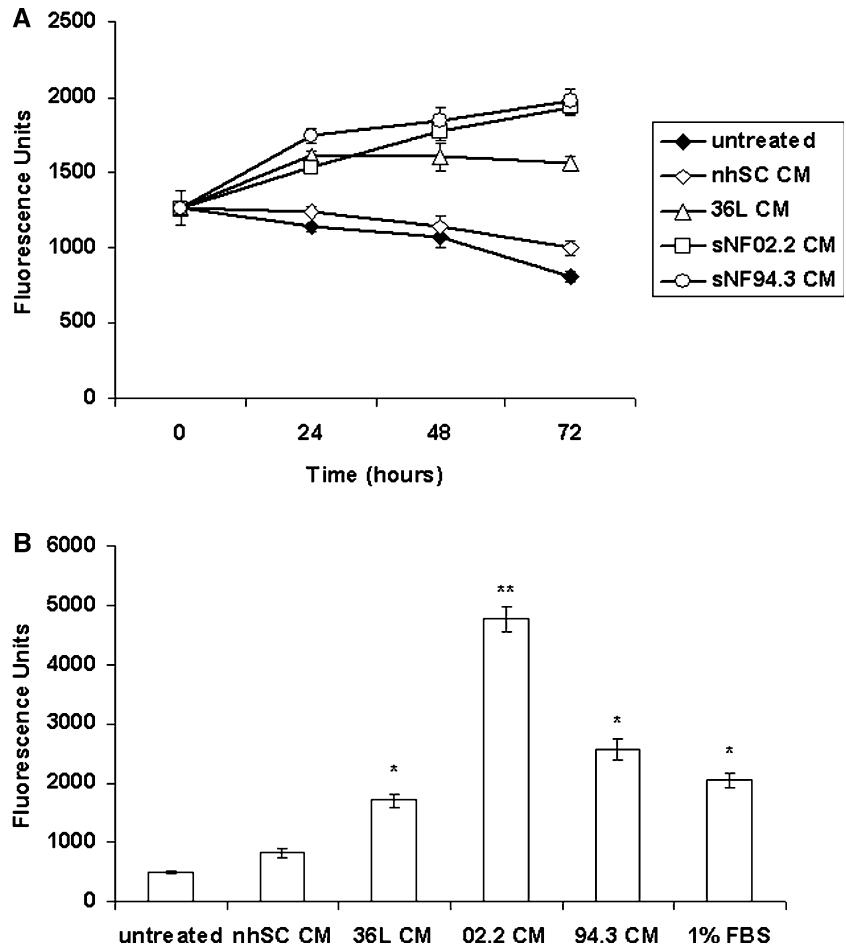 A
2500
2000
1500
1000
500
0
Fluorescence Units
0 24 48 72
Time (hours)
untreated
nhSC CM
36L CM
sNF02.2 CM
sNF94.3 CM
B
6000
5000
4000
3000
2000
1000
0
Fluorescence Units
*
**
*
*
untreated nhSC CM 36L CM 02.2 CM 94.3 CM 1% FBS